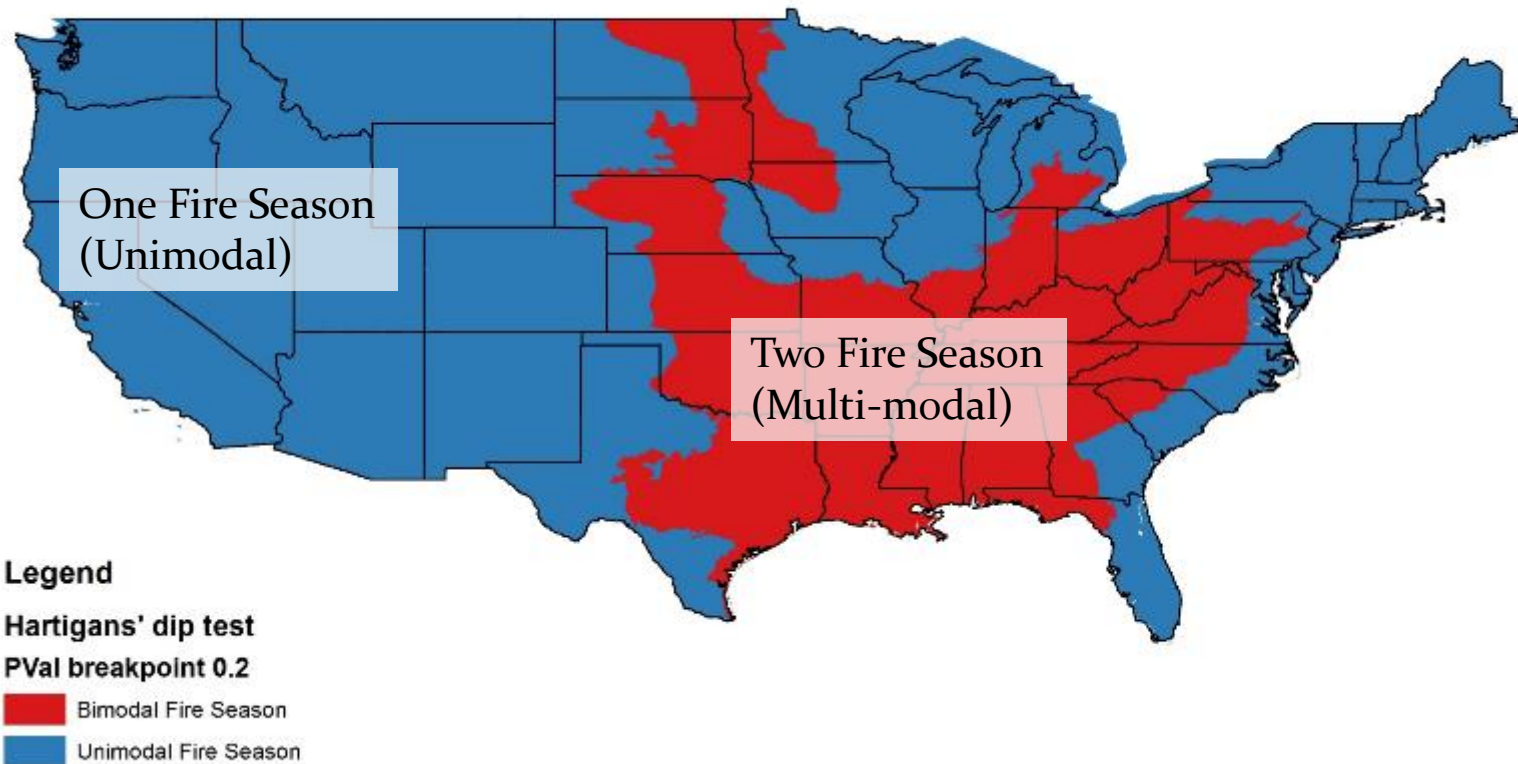 One Fire Season
(Unimodal)
Two Fire Season
(Multi-modal)
Legend
Hartigans' dip test
PVal breakpoint 0.2
Bimodal Fire Season
Unimodal Fire Season